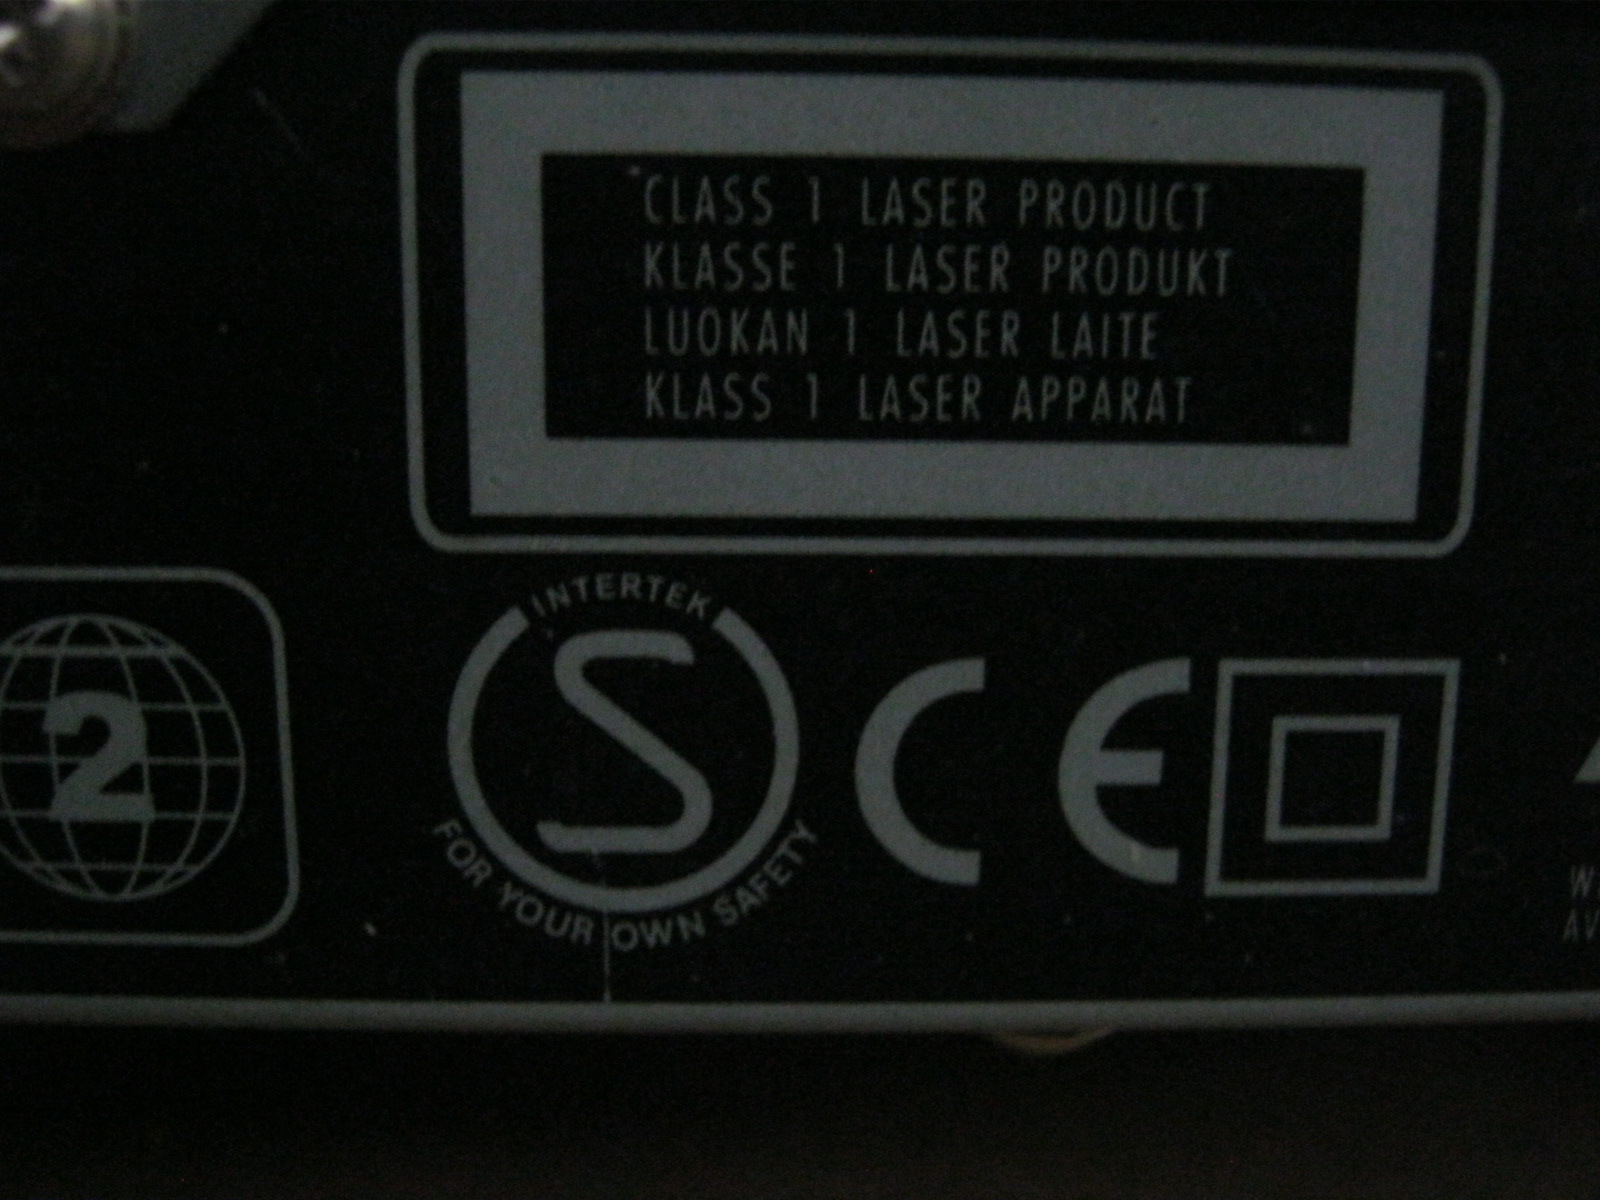 CLASS 1 LASER PRODUCT
KLASSE 1 LASER PRODUKT
LUOKAN 1 LASER LAITE
KLASS 1 LASER APPARAT
2
INTERTEK
S
FOR YOUR OWN SAFETY
CE